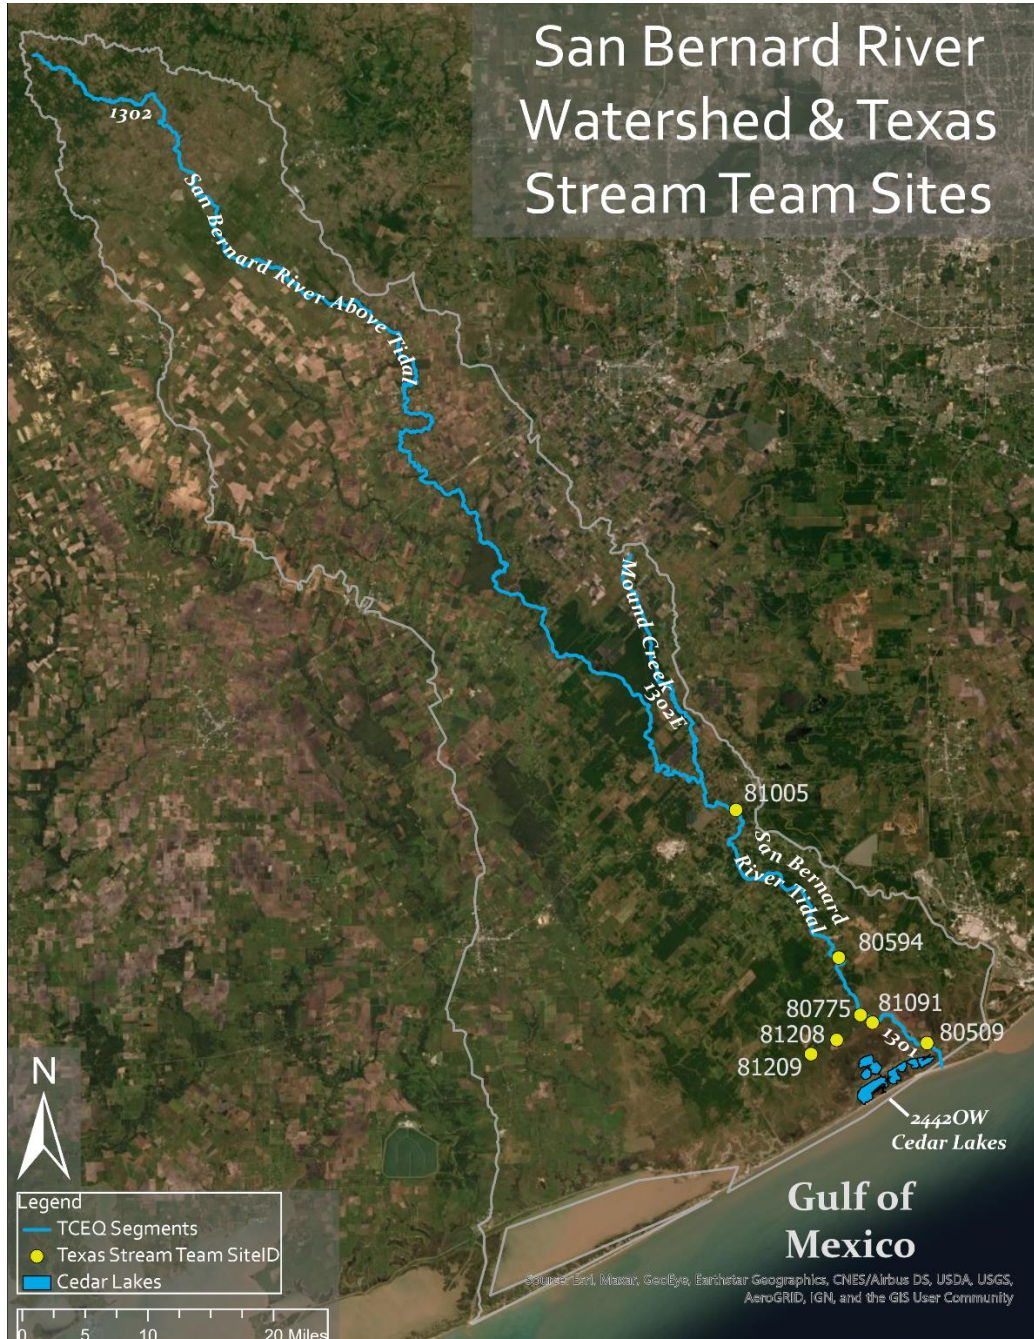 San Bernard River
Watershed & Texas
Stream Team Sites
1302
San Bernard River Above Tidal
Mound Creek
1302E
81005
San Bernard
River Tidal
80594
80775
81091
81208
1301
80509
81209
2442OW
Cedar Lakes
N
Gulf of
Mexico
Legend
TCEQ Segments
Texas Stream Team SiteID
Cedar Lakes
Source: Esri, Maxar, GeoEye, Earthstar Geographics, CNES/Airbus DS, USDA, USGS,
AeroGRID, IGN, and the GIS User Community
0 5 10 20 Miles